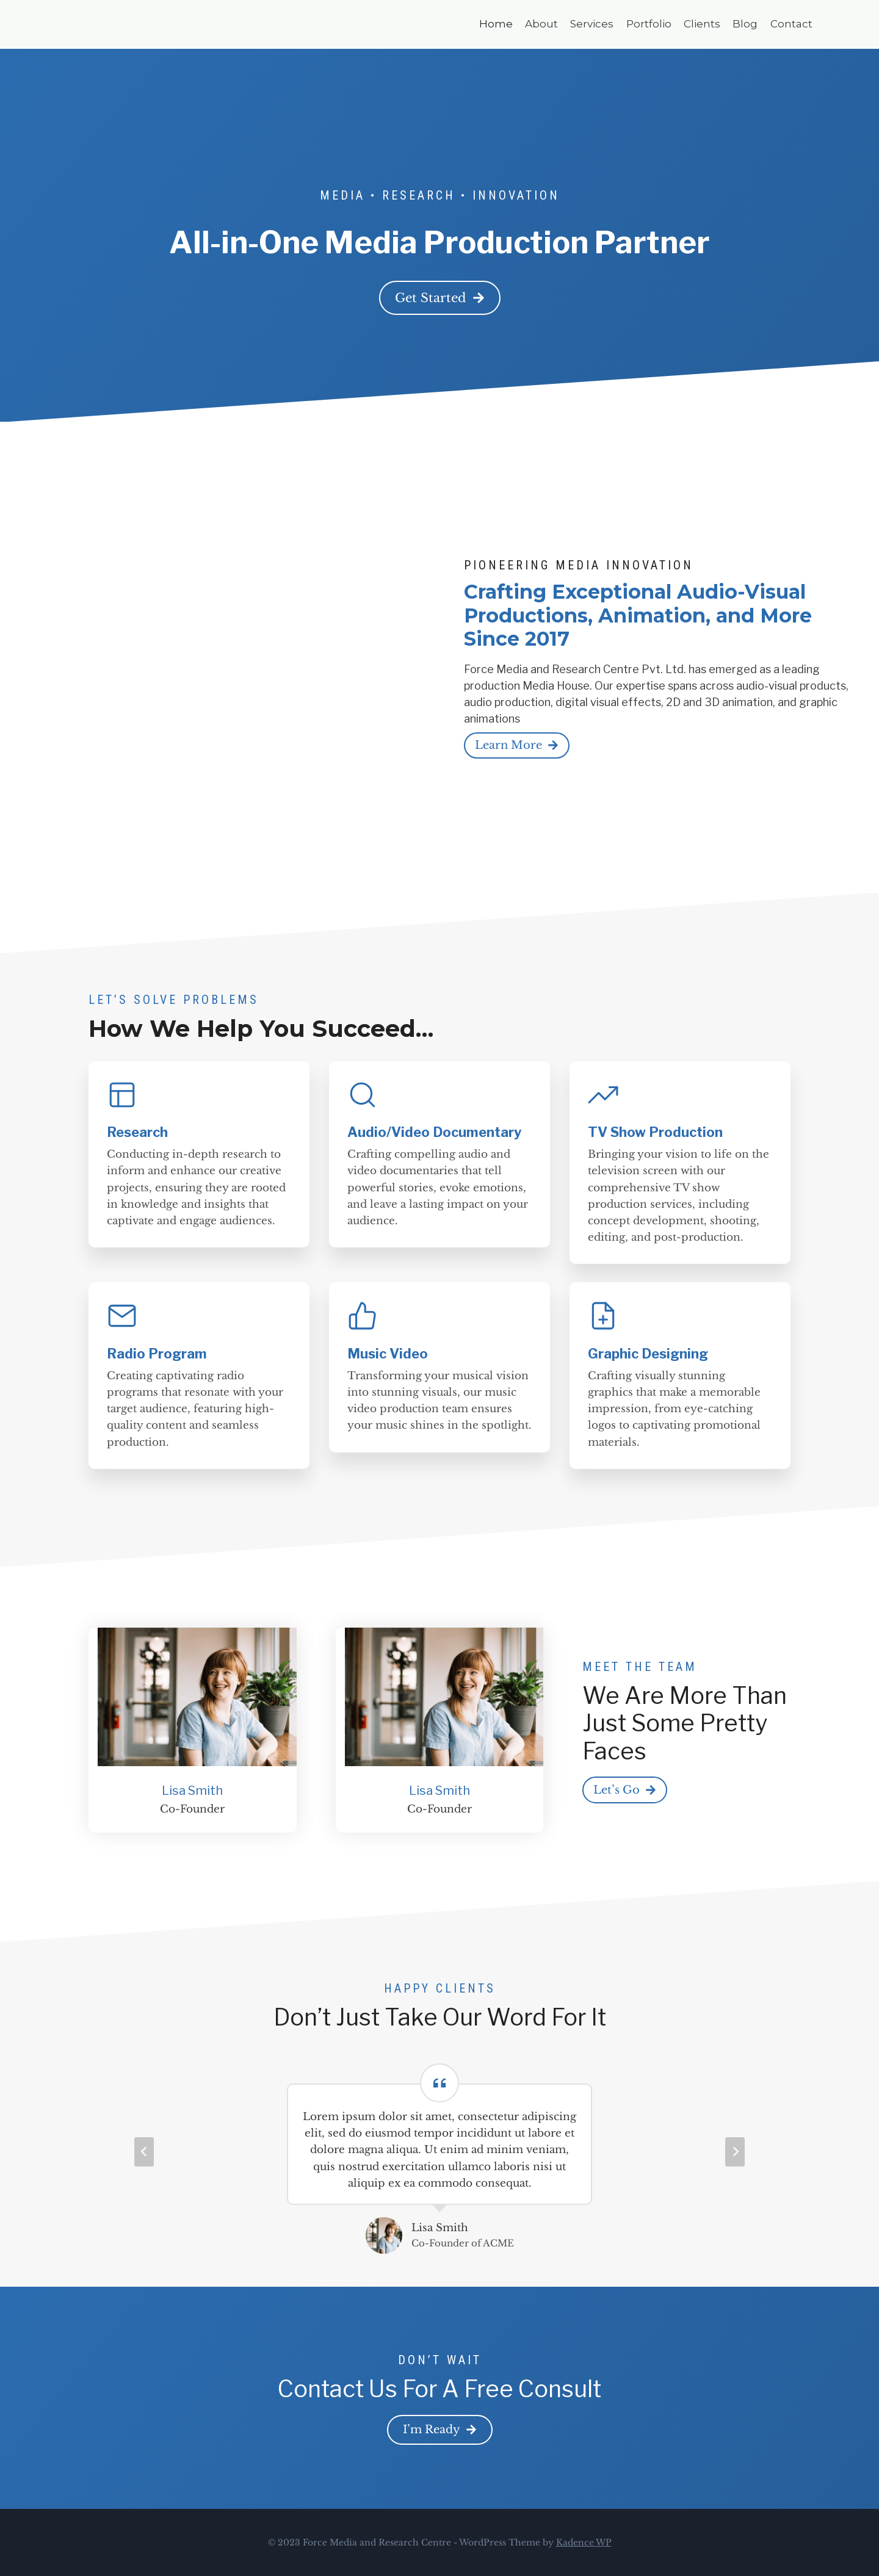 Home About Services Portfolio Clients Blog Contact
MEDIA • RESEARCH • INNOVATION
All-in-One Media Production Partner
Get Started
PIONEERING MEDIA INNOVATION
Crafting Exceptional Audio-Visual
Productions, Animation, and More
Since 2017
Force Media and Research Centre Pvt. Ltd. has emerged as a leading
production Media House. Our expertise spans across audio-visual products,
audio production, digital visual effects, 2D and 3D animation, and graphic
animations
Learn More
LET'S SOLVE PROBLEMS
How We Help You Succeed...
Research
Conducting in-depth research to
inform and enhance our creative
projects, ensuring they are rooted
in knowledge and insights that
captivate and engage audiences.
Audio/Video Documentary
Crafting compelling audio and
video documentaries that tell
powerful stories, evoke emotions,
and leave a lasting impact on your
audience.
TV Show Production
Bringing your vision to life on the
television screen with our
comprehensive TV show
production services, including
concept development, shooting,
editing, and post-production.
Radio Program
Creating captivating radio
programs that resonate with your
target audience, featuring high-
quality content and seamless
production.
Music Video
Transforming your musical vision
into stunning visuals, our music
video production team ensures
your music shines in the spotlight.
Graphic Designing
Crafting visually stunning
graphics that make a memorable
impression, from eye-catching
logos to captivating promotional
materials.
Lisa Smith
Co-Founder
Lisa Smith
Co-Founder
MEET THE TEAM
We Are More Than
Just Some Pretty
Faces
Let's Go
HAPPY CLIENTS
Don't Just Take Our Word For It
Lorem ipsum dolor sit amet, consectetur adipiscing
elit, sed do eiusmod tempor incididunt ut labore et
dolore magna aliqua. Ut enim ad minim veniam,
quis nostrud exercitation ullamco laboris nisi ut
aliquip ex ea commodo consequat.
Lisa Smith
Co-Founder of ACME
DON'T WAIT
Contact Us For A Free Consult
I'm Ready
© 2023 Force Media and Research Centre - WordPress Theme by Kadence WP